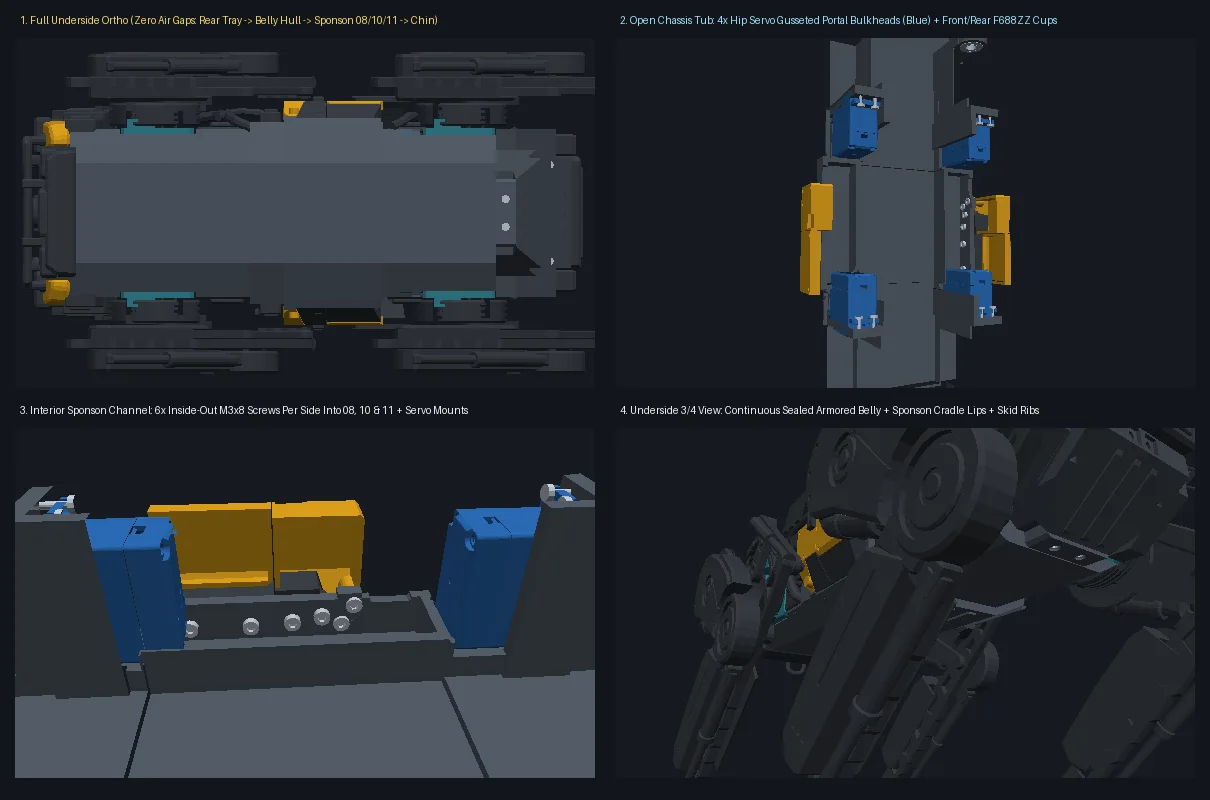 1. Full Underside Ortho (Zero Air Gaps: Rear Tray -> Belly Hull -> Sponson 08/10/11 -> Chin)
2. Open Chassis Tub: 4x Hip Servo Gusseted Portal Bulkheads (Blue) + Front/Rear F688ZZ Cups
3. Interior Sponson Channel: 6x Inside-Out M3x8 Screws Per Side Into 08, 10 & 11 + Servo Mounts
4. Underside 3/4 View: Continuous Sealed Armored Belly + Sponson Cradle Lips + Skid Ribs